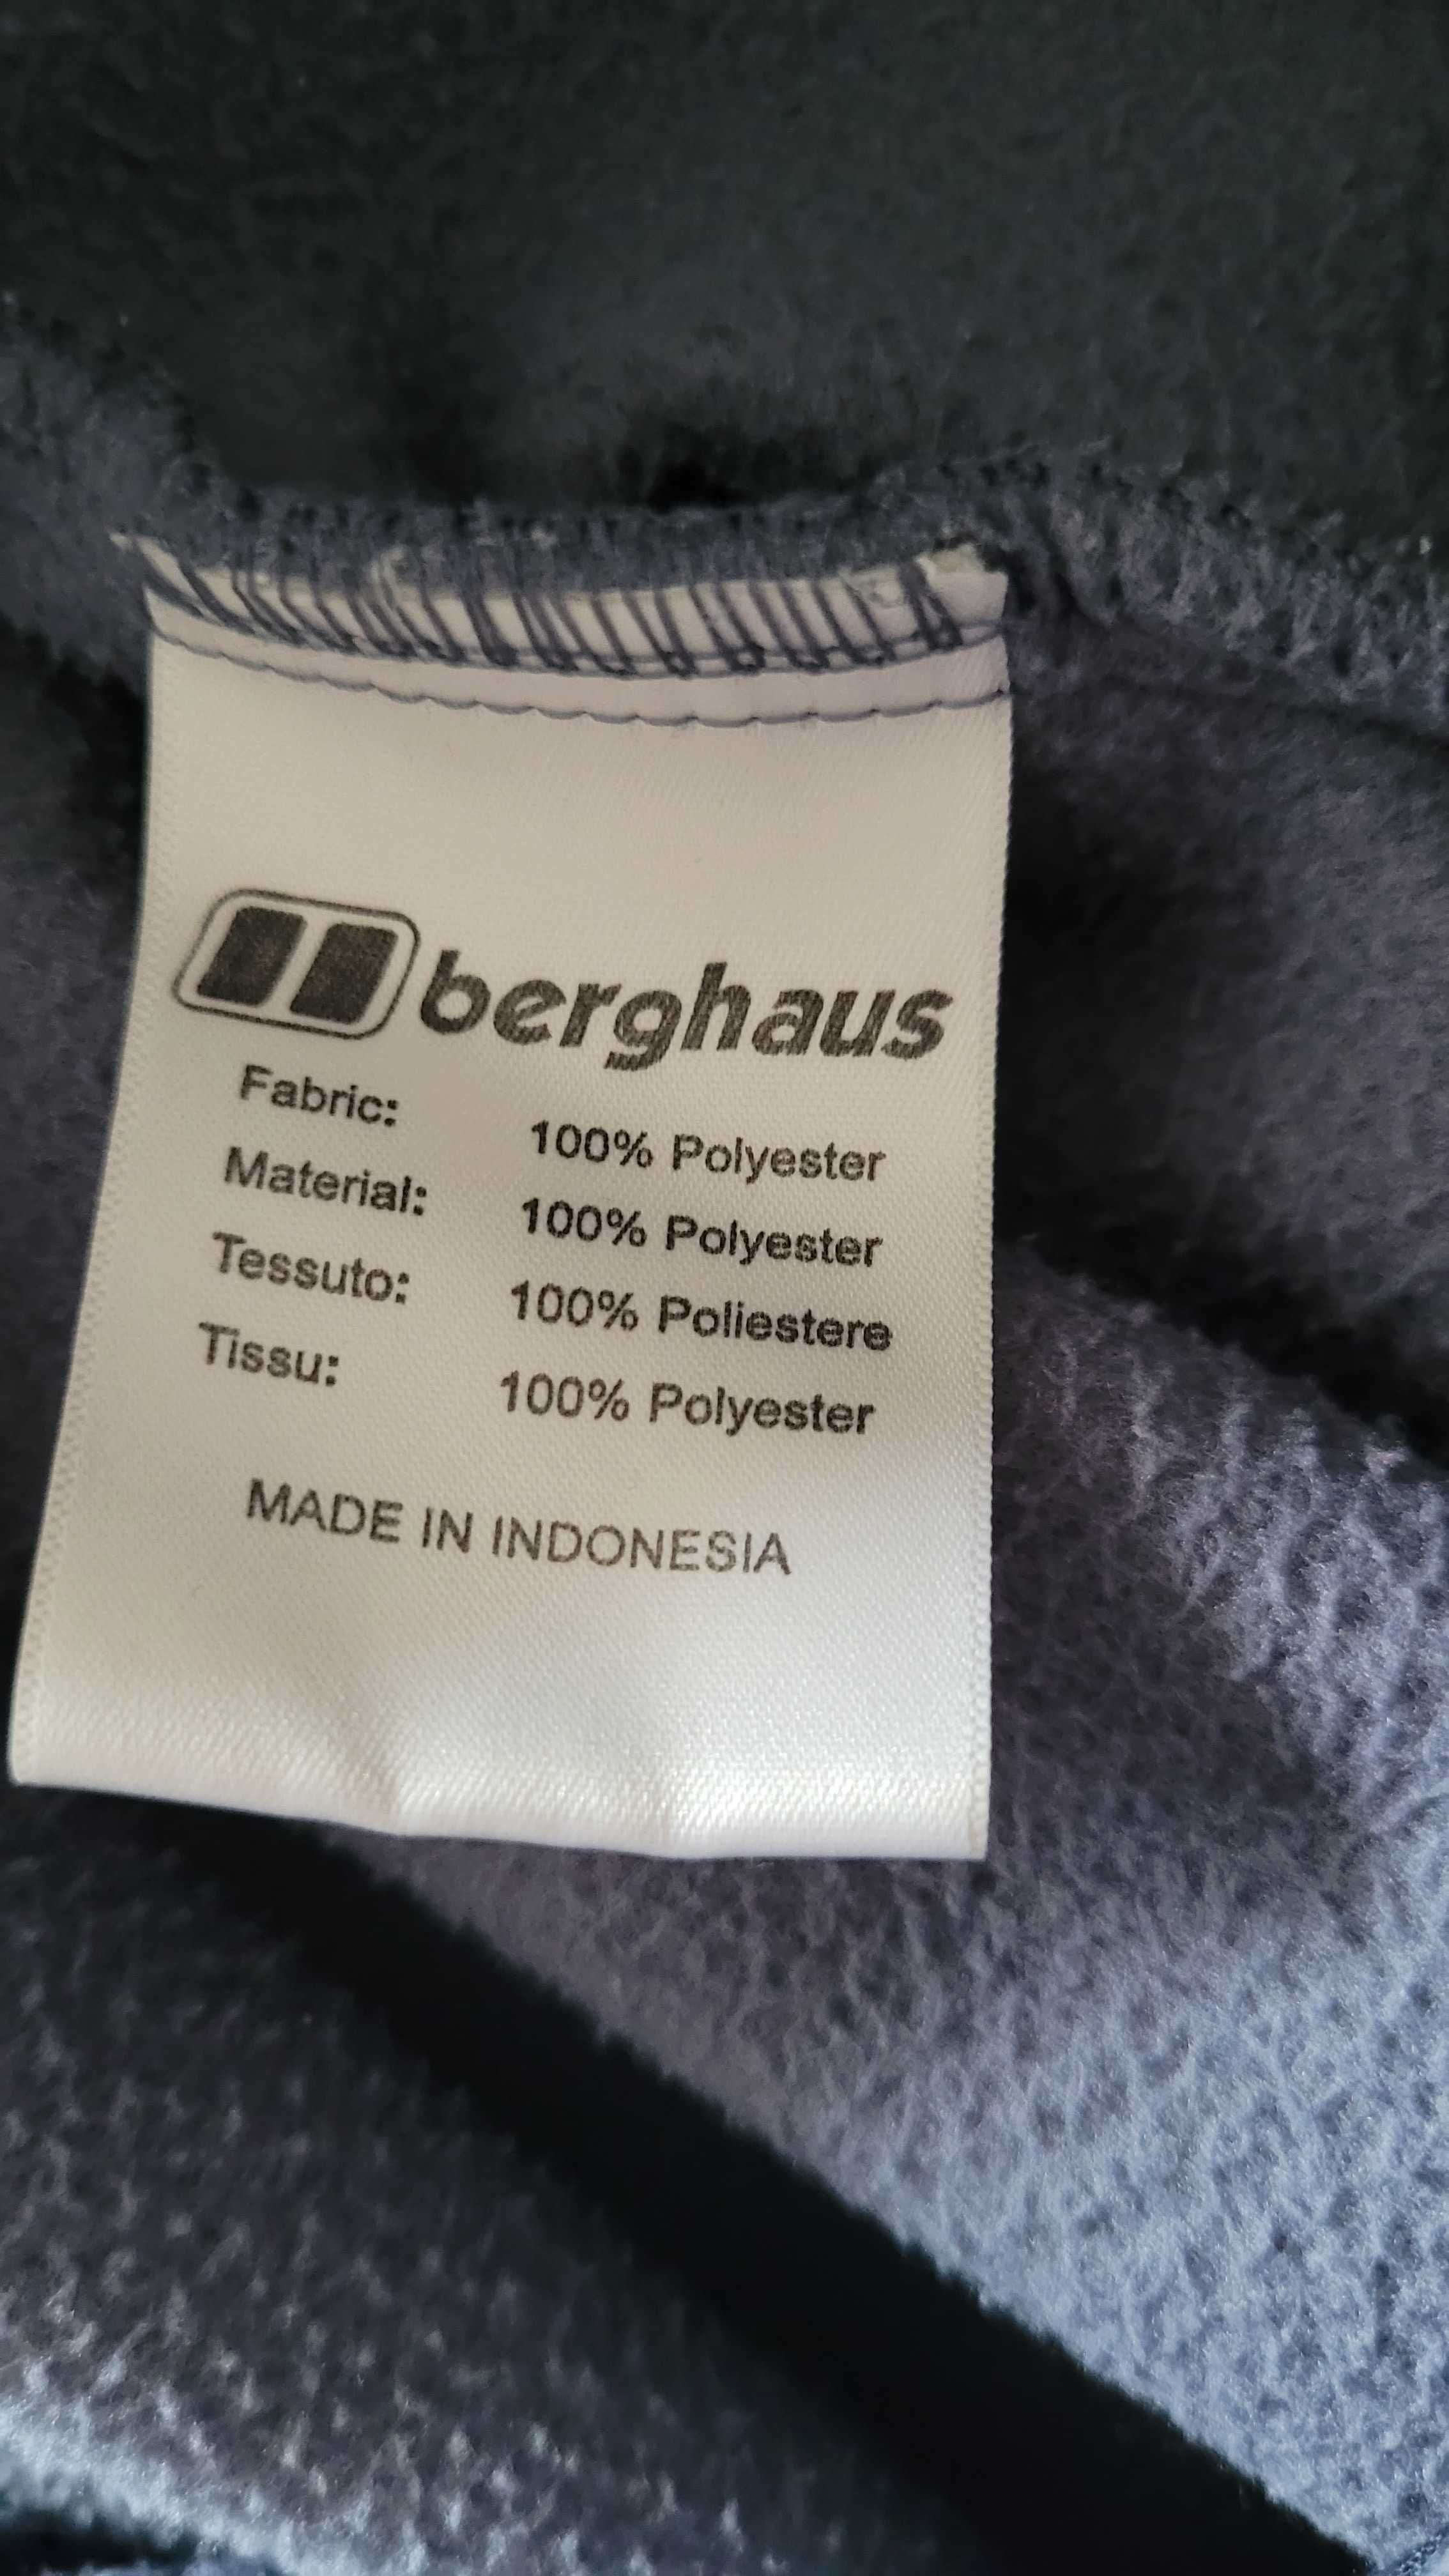 berghaus
Fabric: 100% Polyester
Material: 100% Polyester
Tessuto: 100% Poliestere
Tissu: 100% Polyester
MADE IN INDONESIA